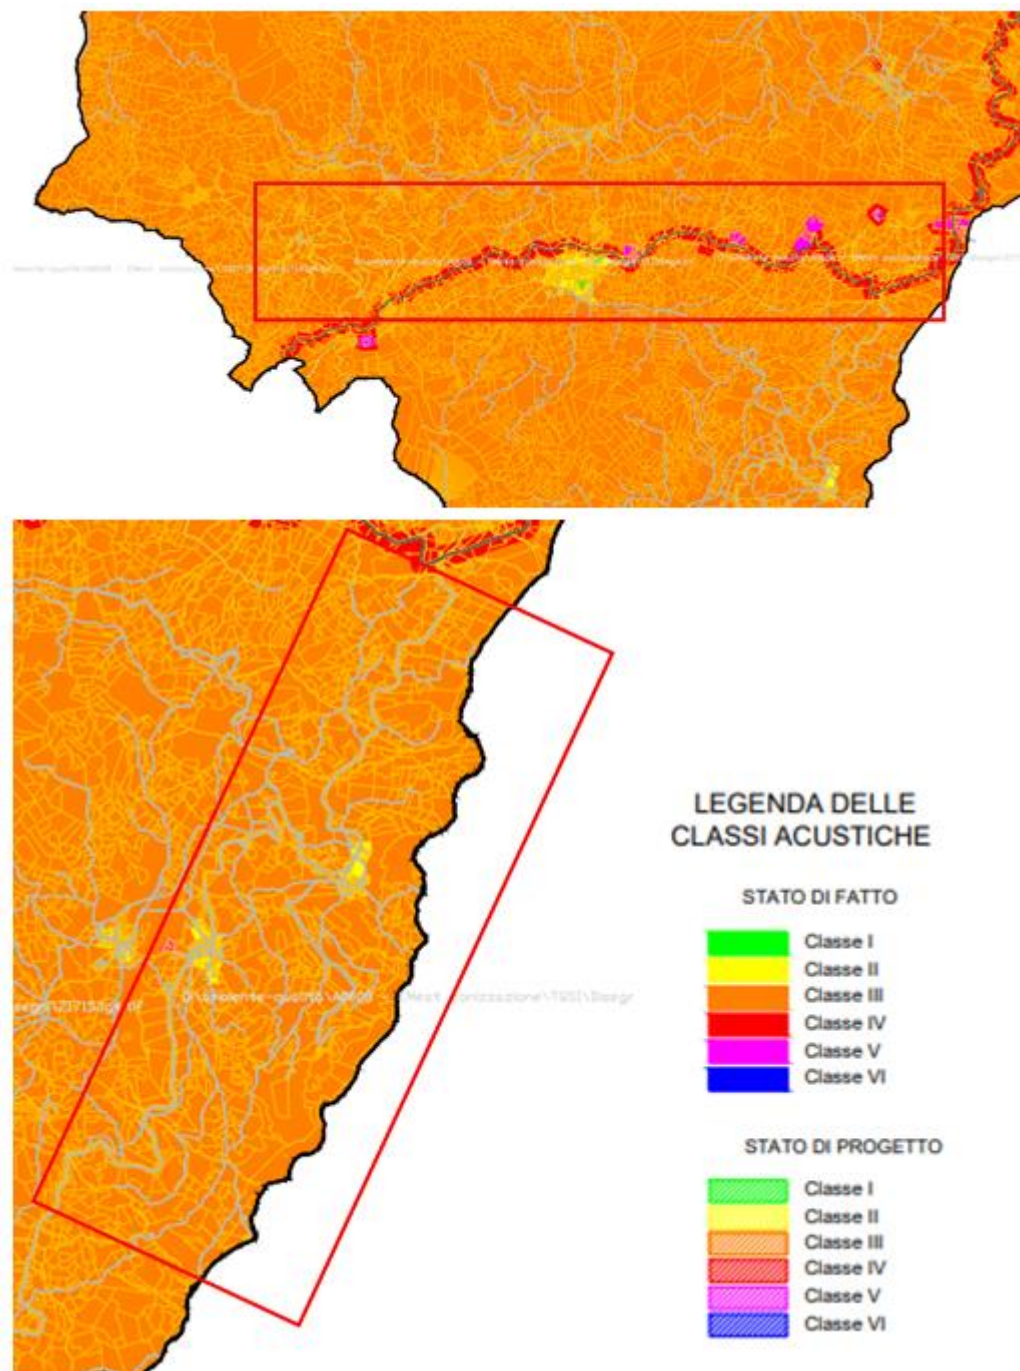 LEGENDA DELLE
CLASSI ACUSTICHE
STATO DI FATTO
Classe I
Classe II
Classe III
Classe IV
Classe V
Classe VI
STATO DI PROGETTO
Classe I
Classe II
Classe III
Classe IV
Classe V
Classe VI